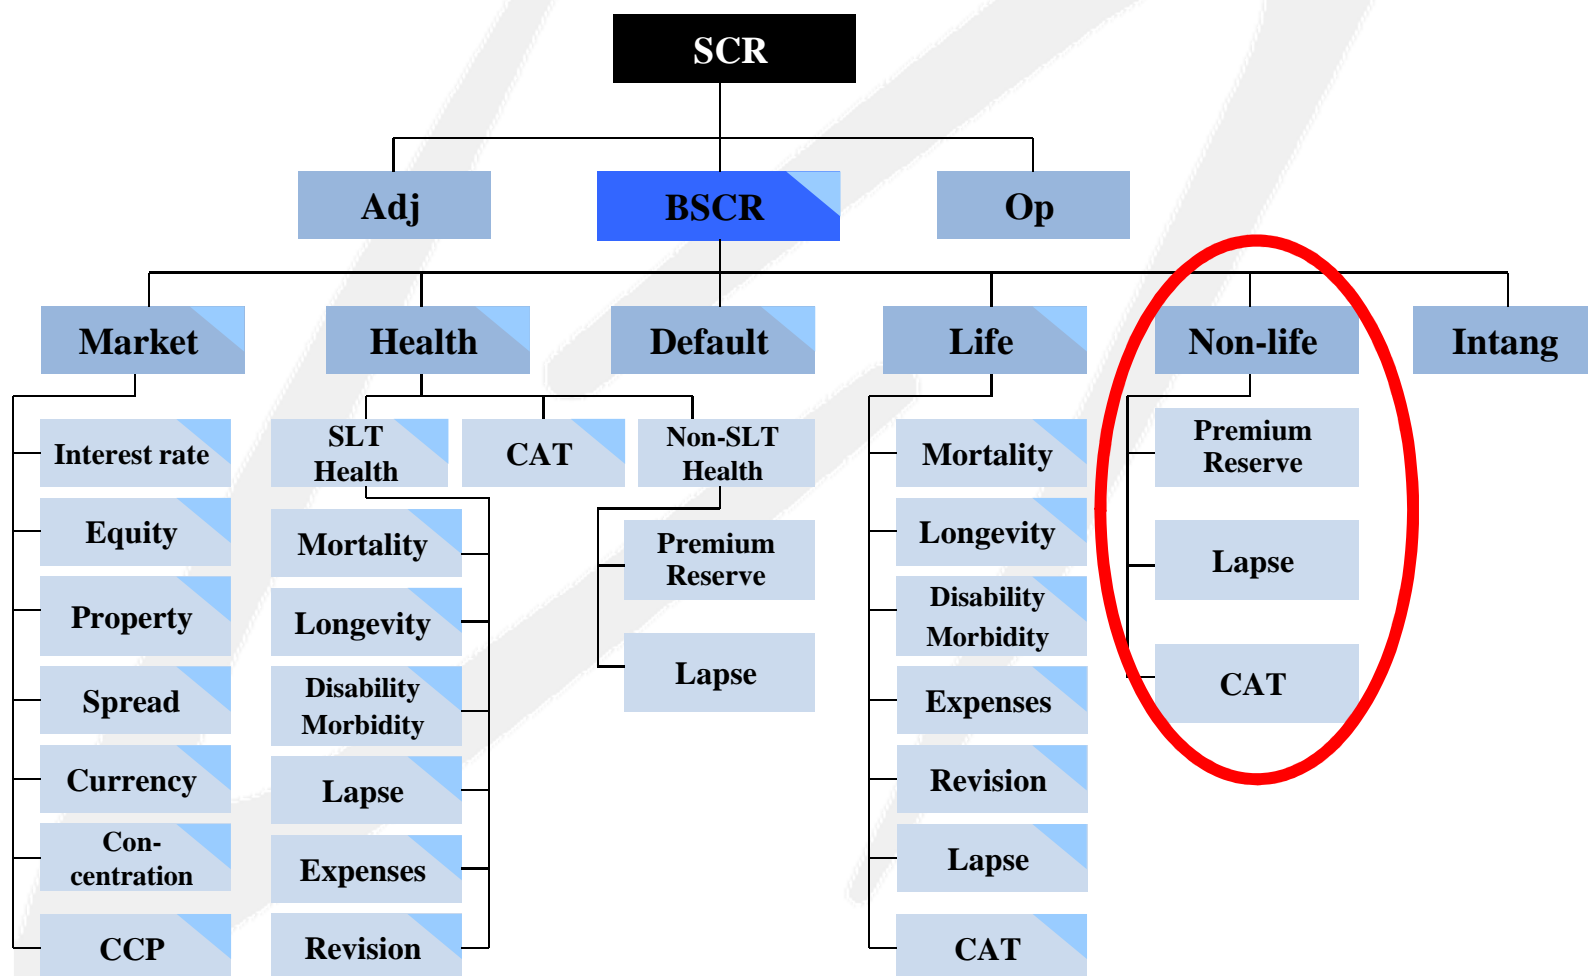 SCR
Adj
BSCR
Op
Market
Health
Default
Life
Non-life
Intang
Interest rate
Equity
Property
Spread
Currency
Con-
centration
CCP
SLT
Health
CAT
Non-SLT
Health
Mortality
Longevity
Disability
Morbidity
Lapse
Expenses
Revision
Premium
Reserve
Lapse
Mortality
Longevity
Disability
Morbidity
Expenses
Revision
Lapse
CAT
Premium
Reserve
Lapse
CAT